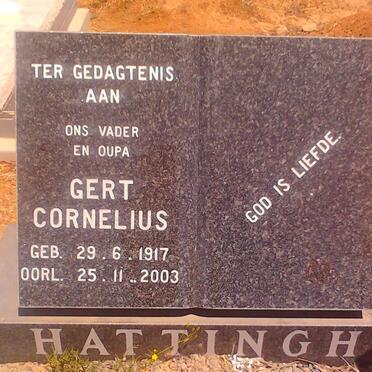 TER GEDAGTENIS
AAN
ONS VADER
EN OUPA
GERT
CORNELIUS
GEB. 29.6.1917
OORL. 25.11.2003
GOD IS LIEFDE.
HATTINGH